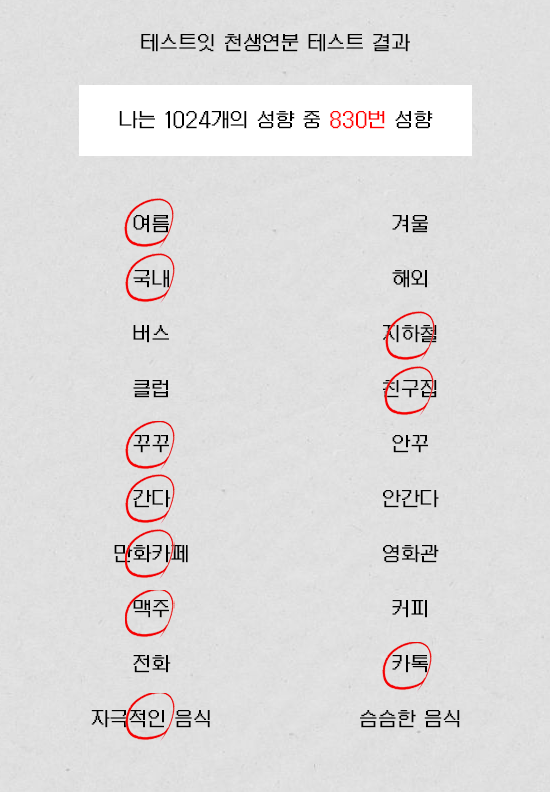 테스트잇 천생연분 테스트 결과
나는 1024개의 성향 중 830번 성향
여름 겨울
국내 해외
버스 지하철
클럽 친구집
꾸꾸 안꾸
간다 안간다
만화카페 영화관
맥주 커피
전화 카톡
자극적인 음식 슴슴한 음식